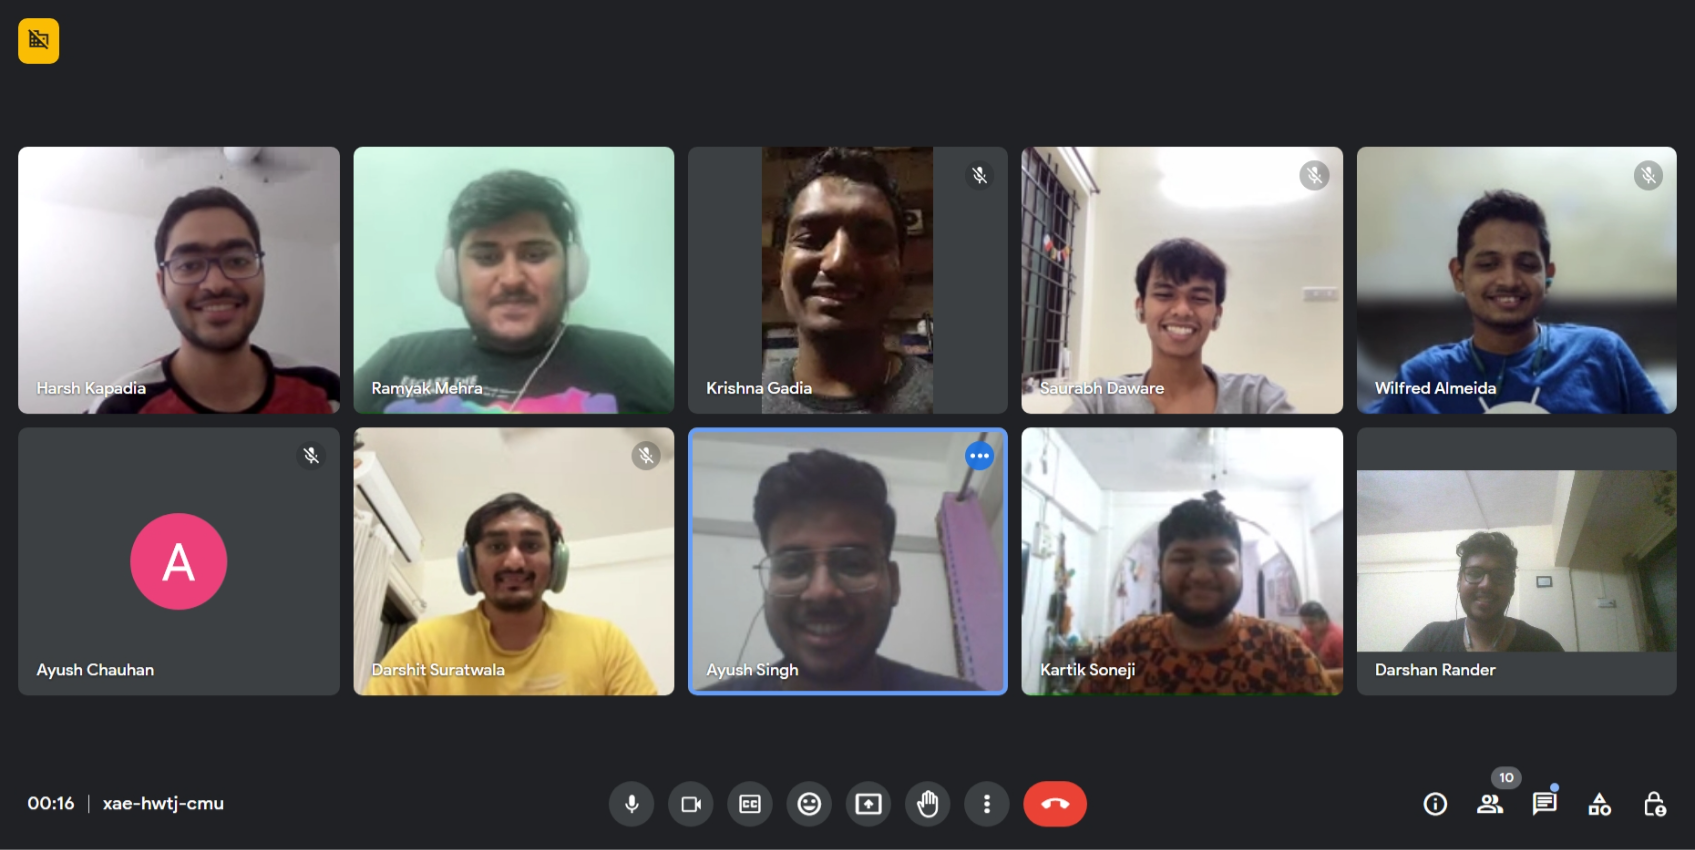 Harsh Kapadia
Ramyak Mehra
Krishna Gadia
Saurabh Daware
Wilfred Almeida
A
Ayush Chauhan
Darshit Suratwala
Ayush Singh
Kartik Soneji
Darshan Rander
00:16 | xae-hwtj-cmu
CC
10